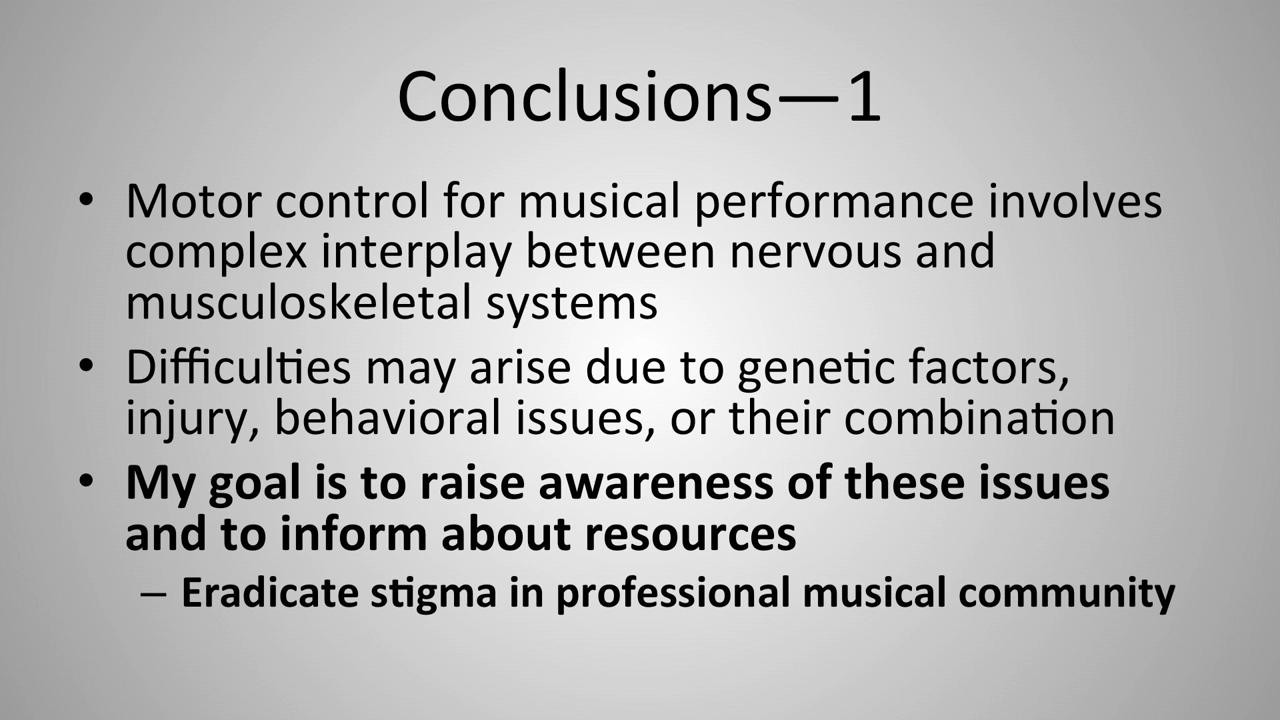 Conclusions—1
• Motor control for musical performance involves
complex interplay between nervous and
musculoskeletal systems
• Difficulties may arise due to genetic factors,
injury, behavioral issues, or their combination
• My goal is to raise awareness of these issues
and to inform about resources
– Eradicate stigma in professional musical community